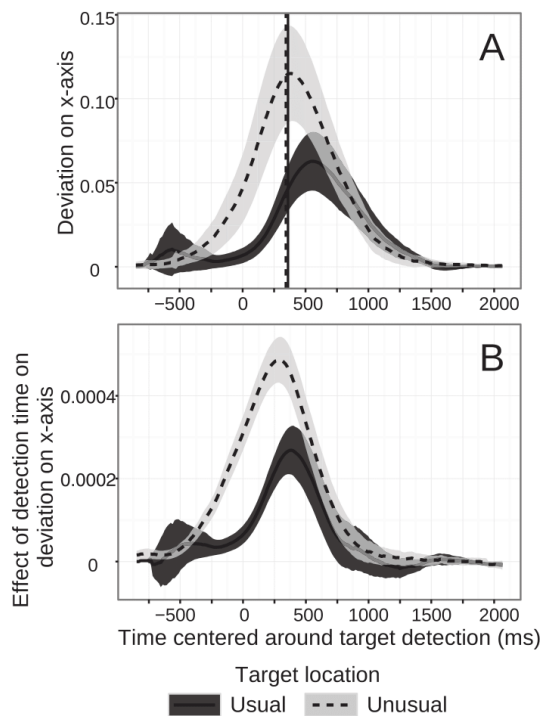 A
Deviation on x-axis
0.15
0.10
0.05
0
−500 0 500 1000 1500 2000
B
Effect of detection time on
deviation on x-axis
0.0004
0.0002
0
−500 0 500 1000 1500 2000
Time centered around target detection (ms)
Target location
Usual Unusual